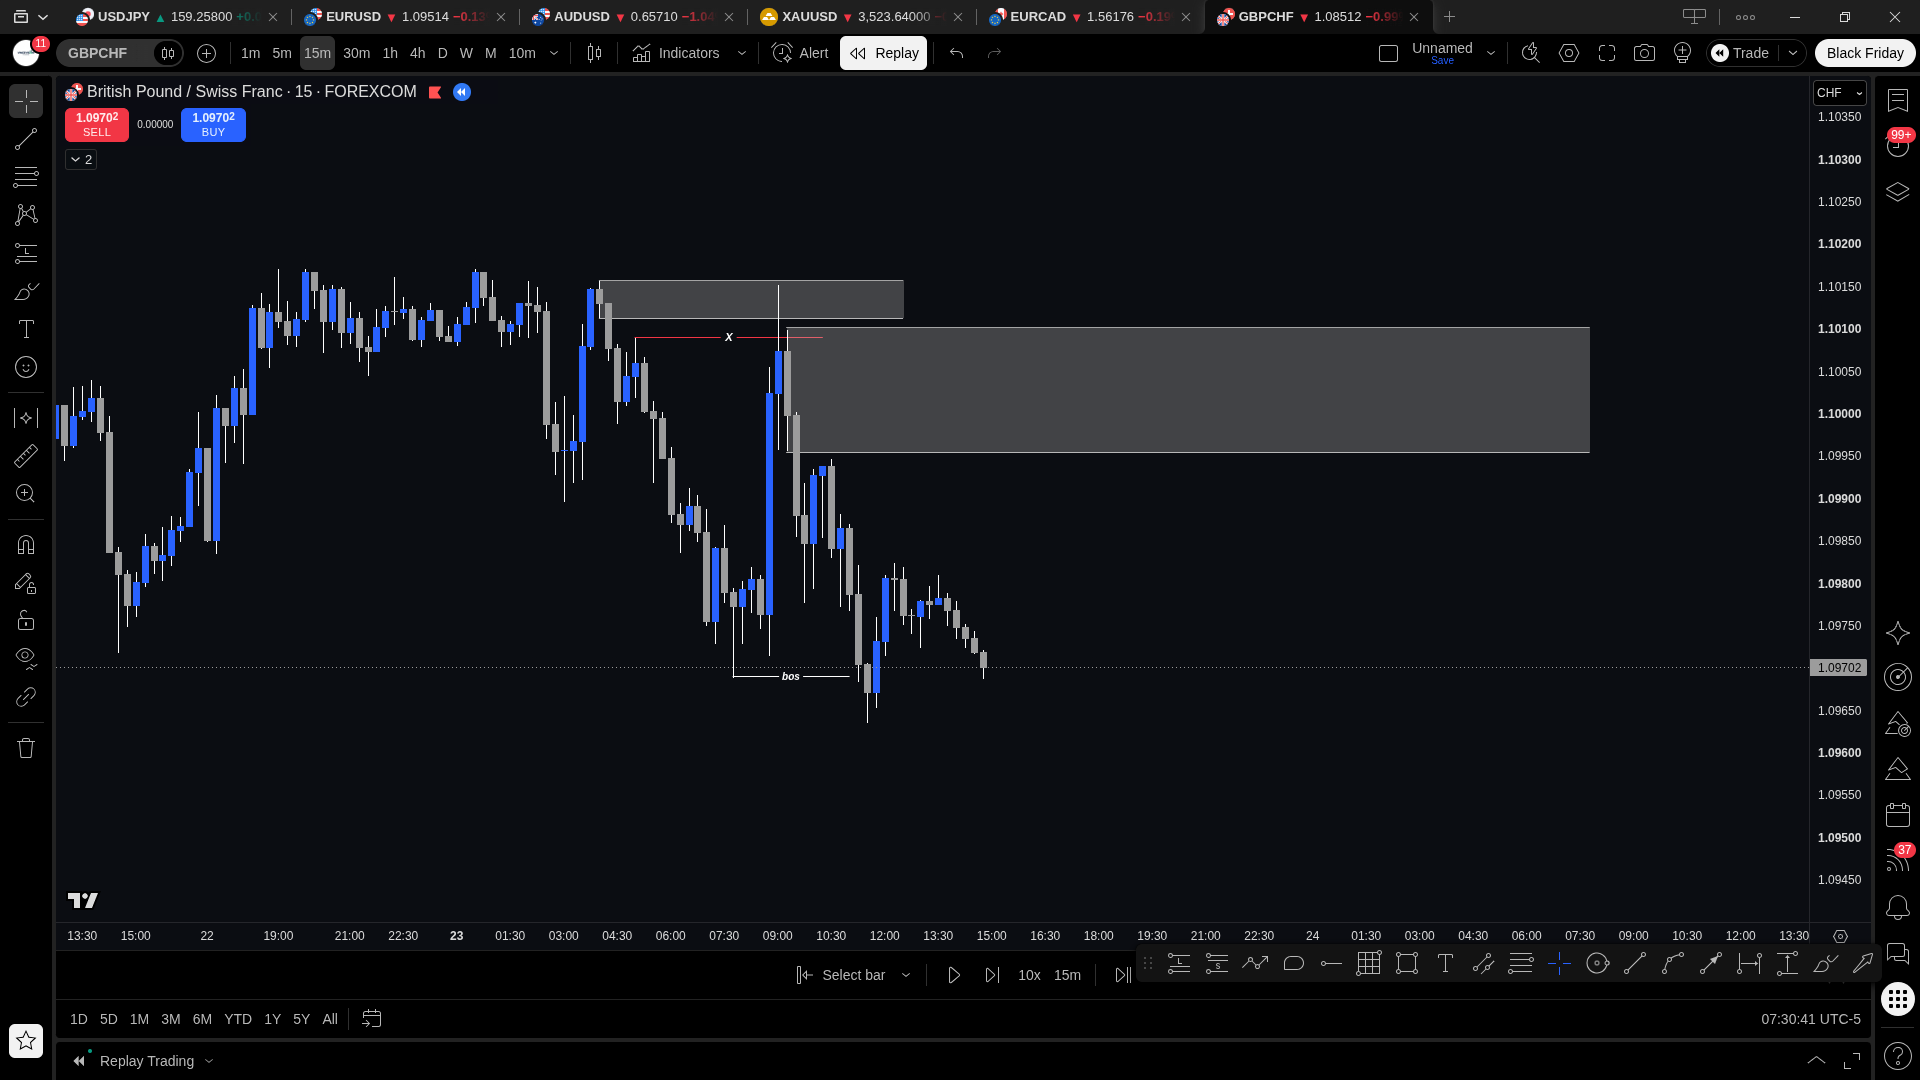 USDJPY ▲ 159.25800 +0.
EURUSD ▼ 1.09514 −0.13
AUDUSD ▼ 0.65710 −1.04
XAUUSD ▼ 3,523.64000
EURCAD ▼ 1.56176 −0.19
GBPCHF ▼ 1.08512 −0.99
11
GBPCHF 1m 5m 15m 30m 1h 4h D W M 10m Indicators Alert Replay Unnamed Save Trade Black Friday
British Pound / Swiss Franc · 15 · FOREXCOM
CHF
1.09702 SELL 0.00000 1.09702 BUY
2
99+
1.10350
1.10300
1.10250
1.10200
1.10150
1.10100
1.10050
1.10000
1.09950
1.09900
1.09850
1.09800
1.09750
1.09702
1.09650
1.09600
1.09550
1.09500
1.09450
X
bos
37
13:30 15:00 22 19:00 21:00 22:30 23 01:30 03:00 04:30 06:00 07:30 09:00 10:30 12:00 13:30 15:00 16:30 18:00 19:30 21:00 22:30 24 01:30 03:00 04:30 06:00 07:30 09:00 10:30 12:00 13:30
Select bar 10x 15m
1D 5D 1M 3M 6M YTD 1Y 5Y All
07:30:41 UTC-5
Replay Trading